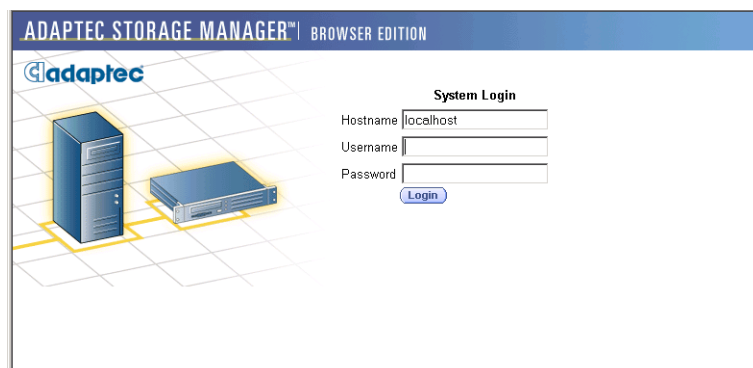 ADAPTEC STORAGE MANAGER™ | BROWSER EDITION
adaptec
System Login
Hostname localhost
Username
Password
Login